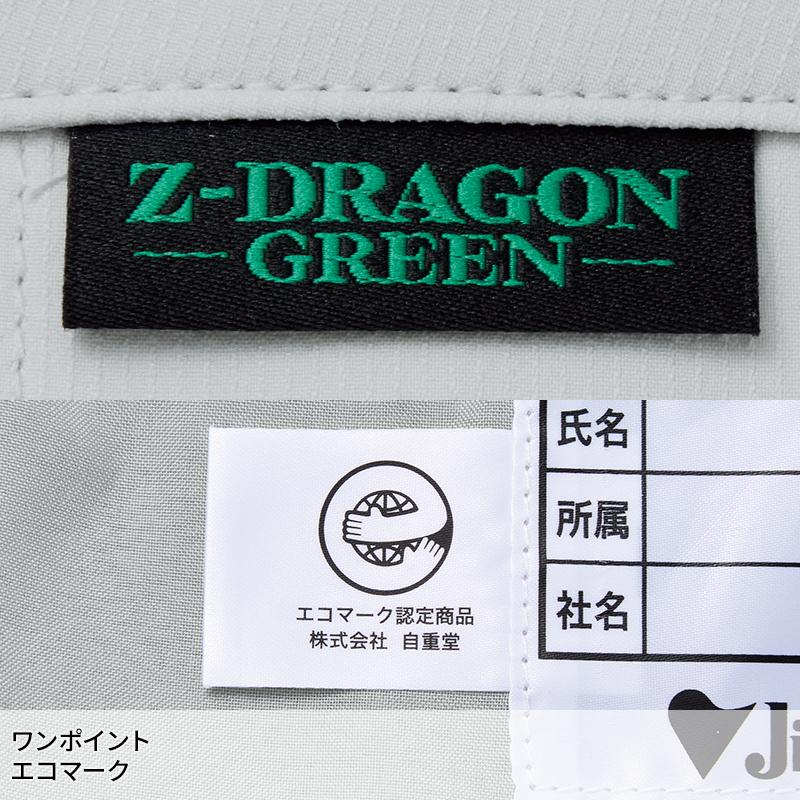 Z-DRAGON
GREEN
エコマーク認定商品
株式会社 自重堂
氏名
所属
社名
Ji
ワンポイント
エコマーク